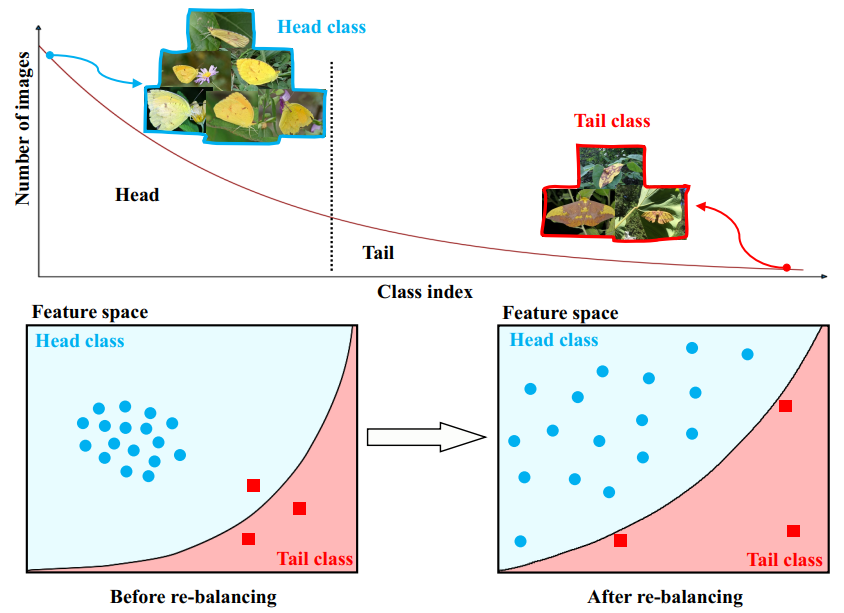 Number of images
Head class
Tail class
Head
Tail
Class index
Feature space
Head class
Tail class
Before re-balancing
Feature space
Head class
Tail class
After re-balancing